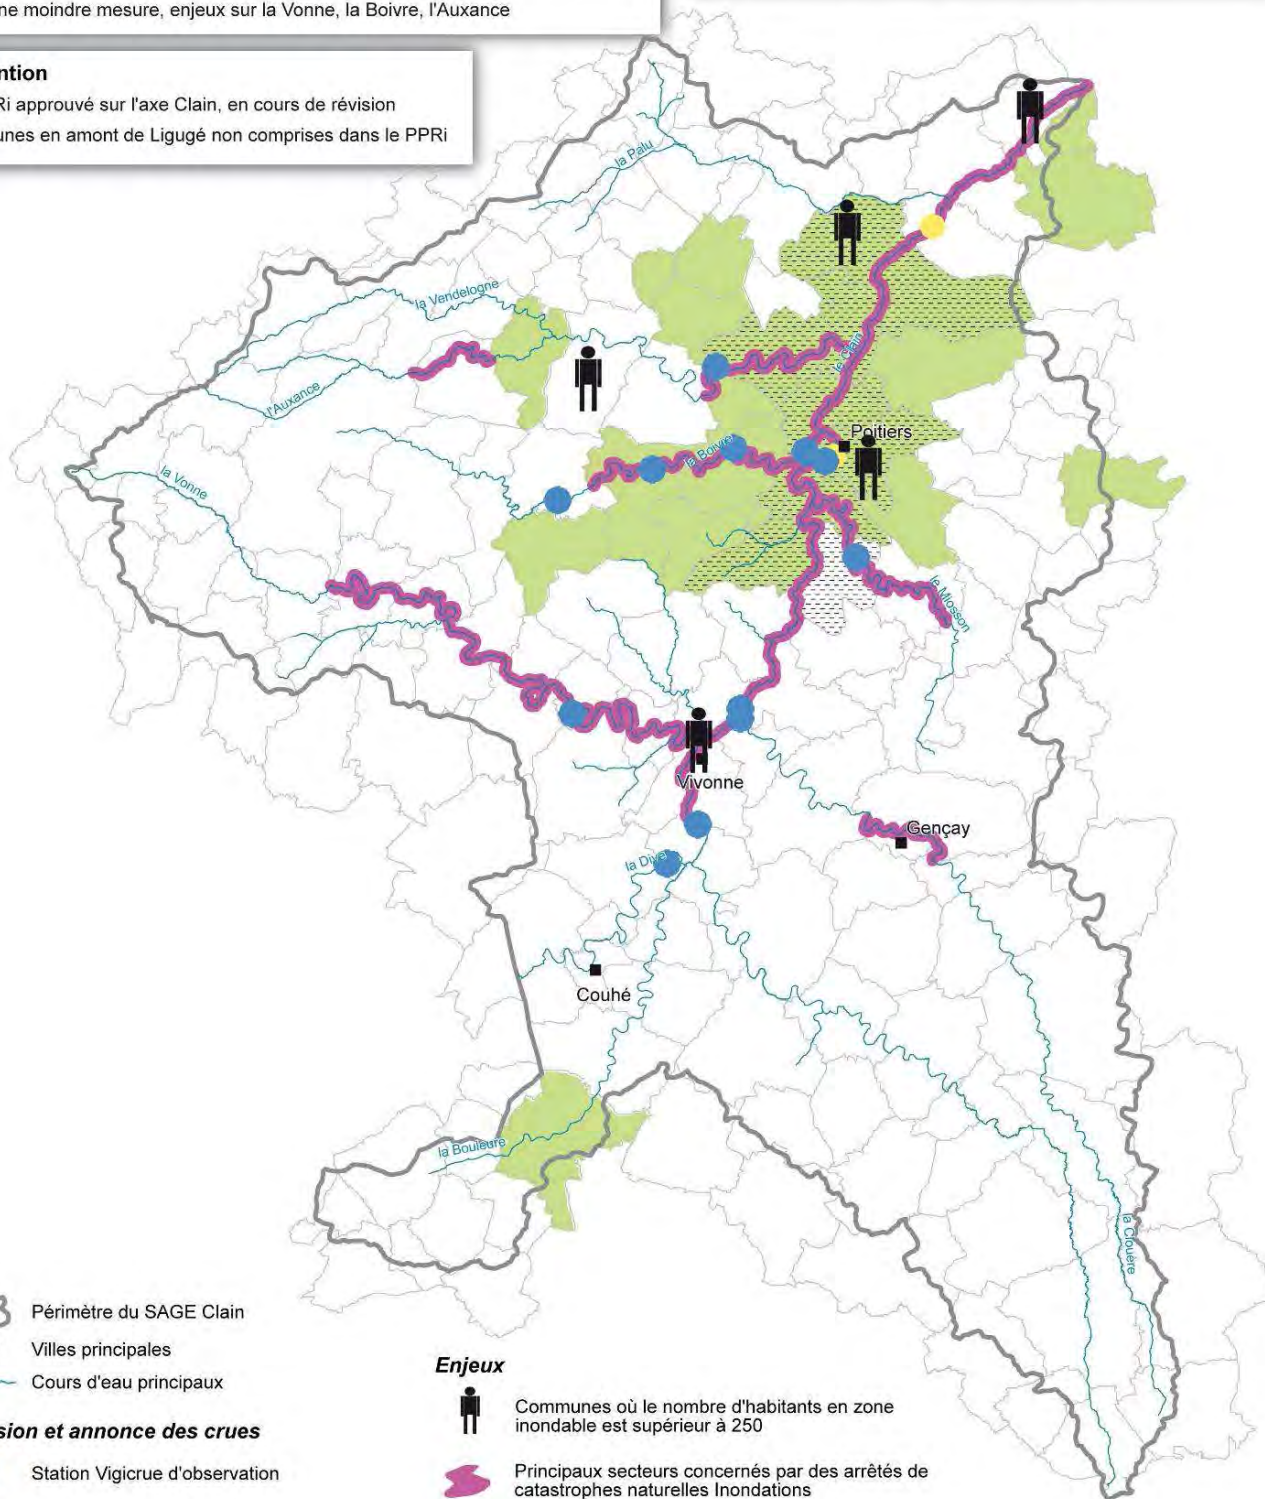 ne moindre mesure, enjeux sur la Vonne, la Boivre, l'Auxance
ntion
Ri approuvé sur l'axe Clain, en cours de révision
unes en amont de Ligugé non comprises dans le PPRi
la Palu
la Vendelogne
l'Auxance
le Clain
Poitiers
la Boivre
la Vonne
le Miosson
Vivonne
Gençay
la Dive
Couhé
la Bouleure
la Clouère
Périmètre du SAGE Clain
Villes principales
Cours d'eau principaux
sion et annonce des crues
Station Vigicrue d'observation
Enjeux
Communes où le nombre d'habitants en zone
inondable est supérieur à 250
Principaux secteurs concernés par des arrêtés de
catastrophes naturelles Inondations